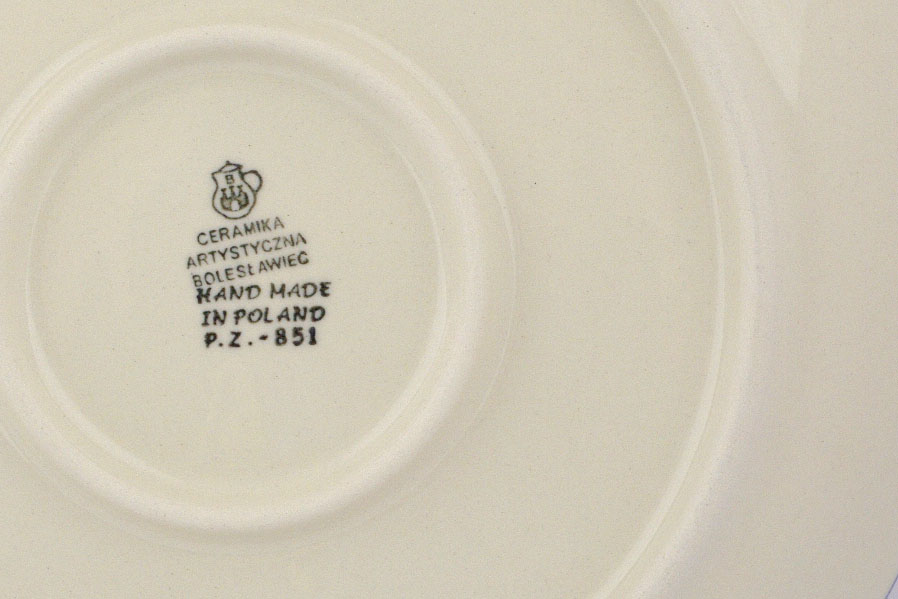 B
CERAMIKA
ARTYSTYCZNA
BOLESŁAWIEC
HAND MADE
IN POLAND
P.Z.-851